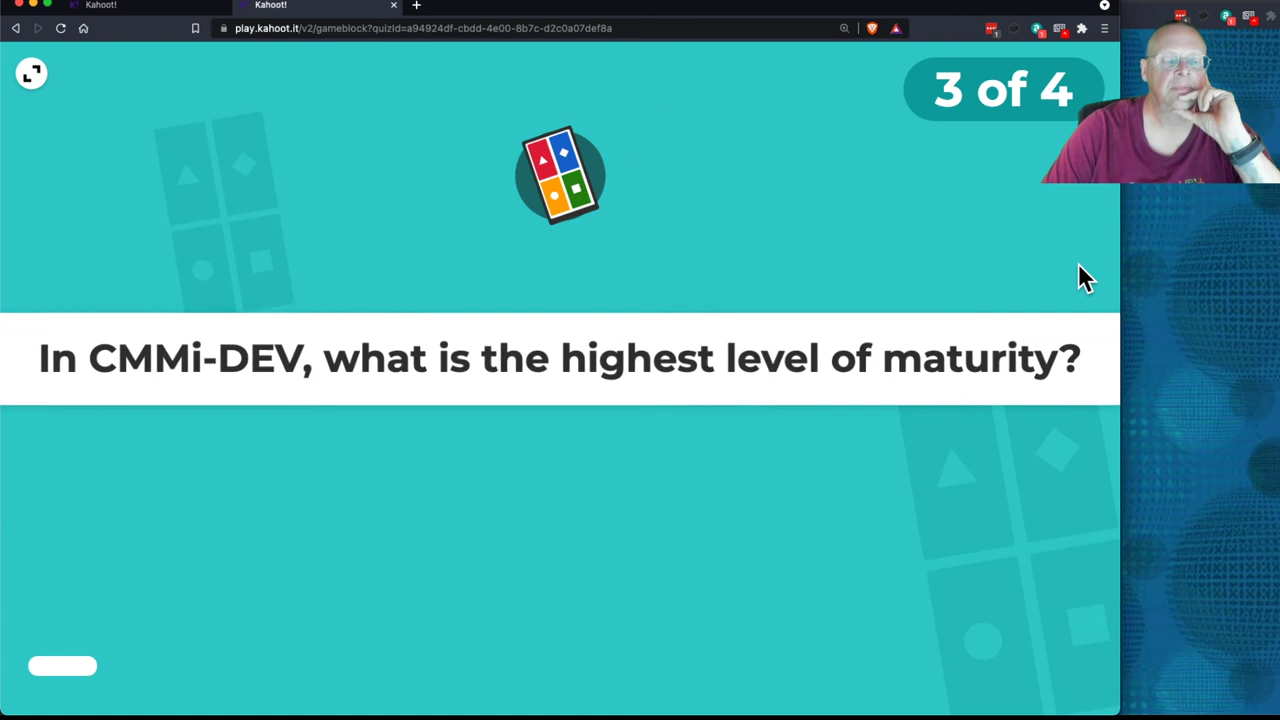 Kahoot!
Kahoot!
play.kahoot.it/v2/gameblock?quizId=a94924df-cbdd-4e00-8b7c-d2c0a07def8a
3 of 4
In CMMi-DEV, what is the highest level of maturity?